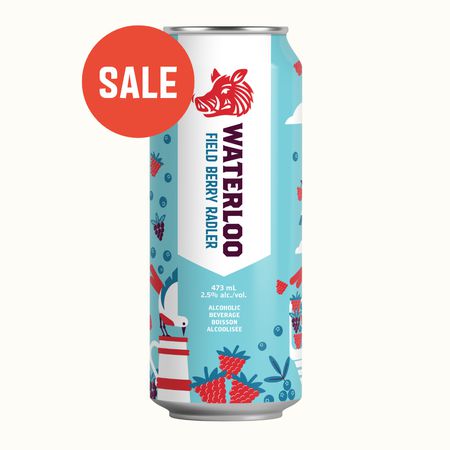 SALE
WATERLOO
FIELD BERRY RADLER
473 mL
2.5% alc./vol.
ALCOHOLIC
BEVERAGE
BOISSON
ALCOOLISÉE